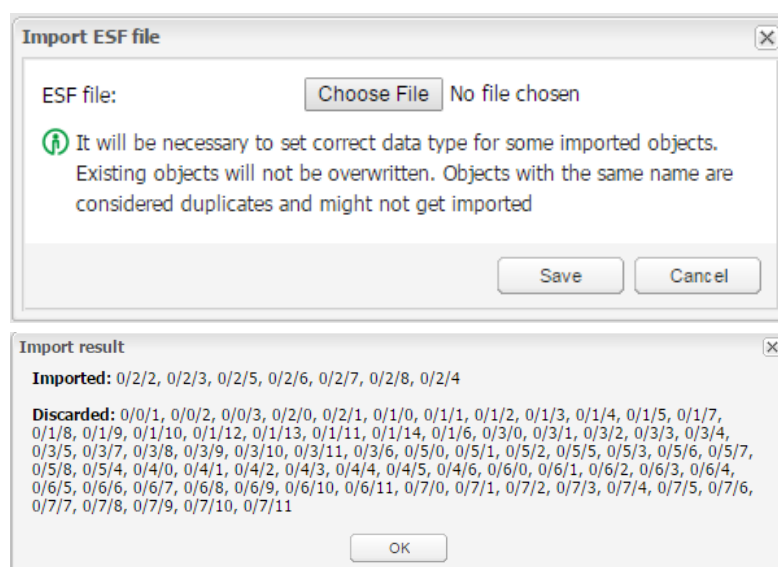 Import ESF file
ESF file: Choose File No file chosen
It will be necessary to set correct data type for some imported objects.
Existing objects will not be overwritten. Objects with the same name are
considered duplicates and might not get imported
Save Cancel
Import result
Imported: 0/2/2, 0/2/3, 0/2/5, 0/2/6, 0/2/7, 0/2/8, 0/2/4
Discarded: 0/0/1, 0/0/2, 0/0/3, 0/2/0, 0/2/1, 0/1/0, 0/1/1, 0/1/2, 0/1/3, 0/1/4, 0/1/5, 0/1/7,
0/1/8, 0/1/9, 0/1/10, 0/1/12, 0/1/13, 0/1/11, 0/1/14, 0/1/6, 0/3/0, 0/3/1, 0/3/2, 0/3/3, 0/3/4,
0/3/5, 0/3/7, 0/3/8, 0/3/9, 0/3/10, 0/3/11, 0/3/6, 0/5/0, 0/5/1, 0/5/2, 0/5/5, 0/5/3, 0/5/6, 0/5/7,
0/5/8, 0/5/4, 0/4/0, 0/4/1, 0/4/2, 0/4/3, 0/4/4, 0/4/5, 0/4/6, 0/6/0, 0/6/1, 0/6/2, 0/6/3, 0/6/4,
0/6/5, 0/6/6, 0/6/7, 0/6/8, 0/6/9, 0/6/10, 0/6/11, 0/7/0, 0/7/1, 0/7/2, 0/7/3, 0/7/4, 0/7/5, 0/7/6,
0/7/7, 0/7/8, 0/7/9, 0/7/10, 0/7/11
OK